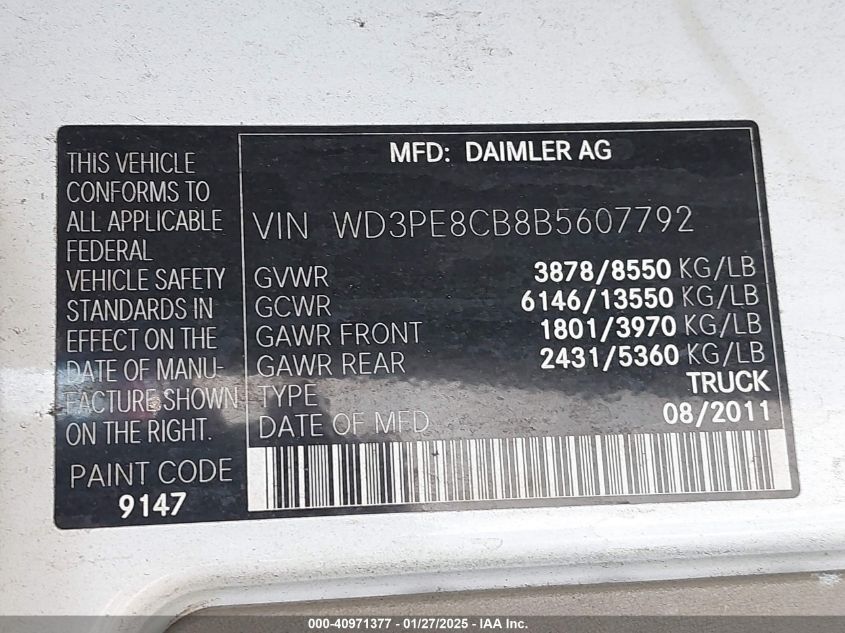 THIS VEHICLE
CONFORMS TO
ALL APPLICABLE
FEDERAL
VEHICLE SAFETY
STANDARDS IN
EFFECT ON THE
DATE OF MANU-
FACTURE SHOWN
ON THE RIGHT.
PAINT CODE
9147
MFD: DAIMLER AG
VIN WD3PE8CB8B5607792
GVWR 3878/8550 KG/LB
GCWR 6146/13550 KG/LB
GAWR FRONT 1801/3970 KG/LB
GAWR REAR 2431/5360 KG/LB
TYPE TRUCK
DATE OF MFD 08/2011
000-40971377 - 01/27/2025 - IAA Inc.